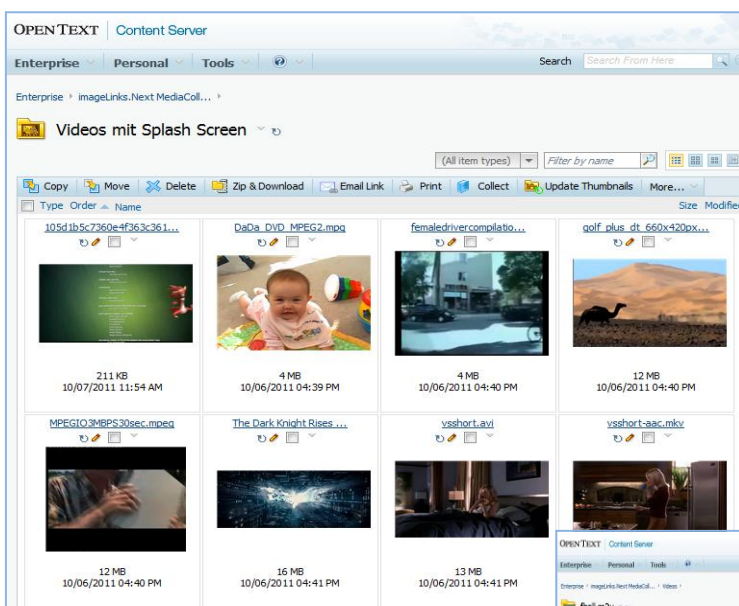 OPENTEXT | Content Server
Enterprise Personal Tools Search Search From Here
Enterprise › imageLinks.Next MediaColl... ›
Videos mit Splash Screen
(All item types) Filter by name
Copy Move Delete Zip & Download Email Link Print Collect Update Thumbnails More...
Type Order Name Size Modified
105d1b5c7360e4f363c361... DaDa_DVD_MPEG2.mpg femaledrivercompilatio... golf_plus_dt_660x420px...
211 KB 4 MB 4 MB 12 MB
10/07/2011 11:54 AM 10/06/2011 04:39 PM 10/06/2011 04:40 PM 10/06/2011 04:40 PM
MPEGIO3MBPS30sec.mpeg The Dark Knight Rises ... vsshort.avi vsshort-aac.mkv
12 MB 16 MB 13 MB
10/06/2011 04:40 PM 10/06/2011 04:41 PM 10/06/2011 04:41 PM
OPENTEXT | Content Server
Enterprise Personal Tools
Enterprise › imageLinks.Next MediaColl... › Videos ›